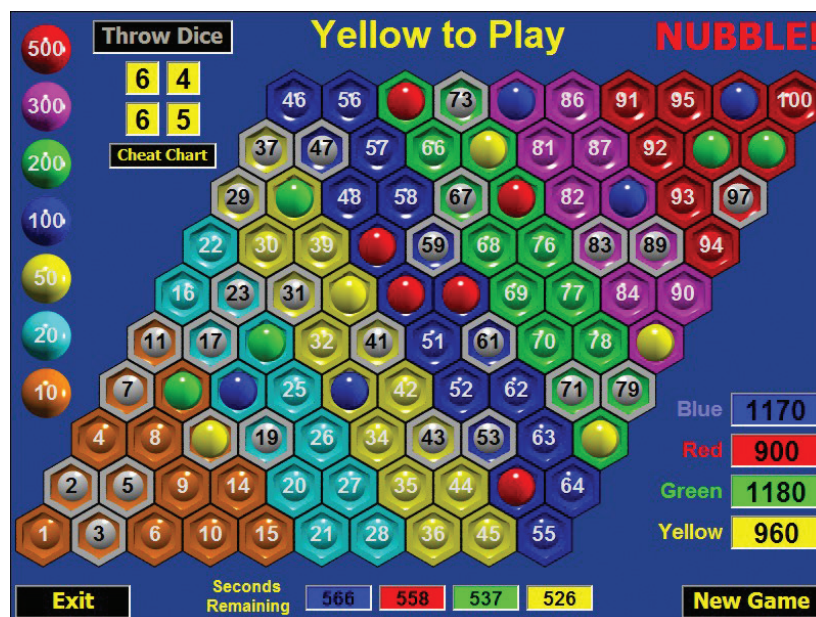 Throw Dice
Yellow to Play
NUBBLE!
500
300
200
100
50
20
10
6 4
6 5
Cheat Chart
46 56 73 86 91 95 100
37 47 57 66 81 87 92
29 48 58 67 82 93 97
22 30 39 59 68 76 83 89 94
16 23 31 69 77 84 90
11 17 32 41 51 61 70 78
7 25 42 52 62 71 79
4 8 19 26 34 43 53 63
2 5 9 14 20 27 35 44 64
1 3 6 10 15 21 28 36 45 55
Blue 1170
Red 900
Green 1180
Yellow 960
Exit
Seconds
Remaining
566 558 537 526
New Game